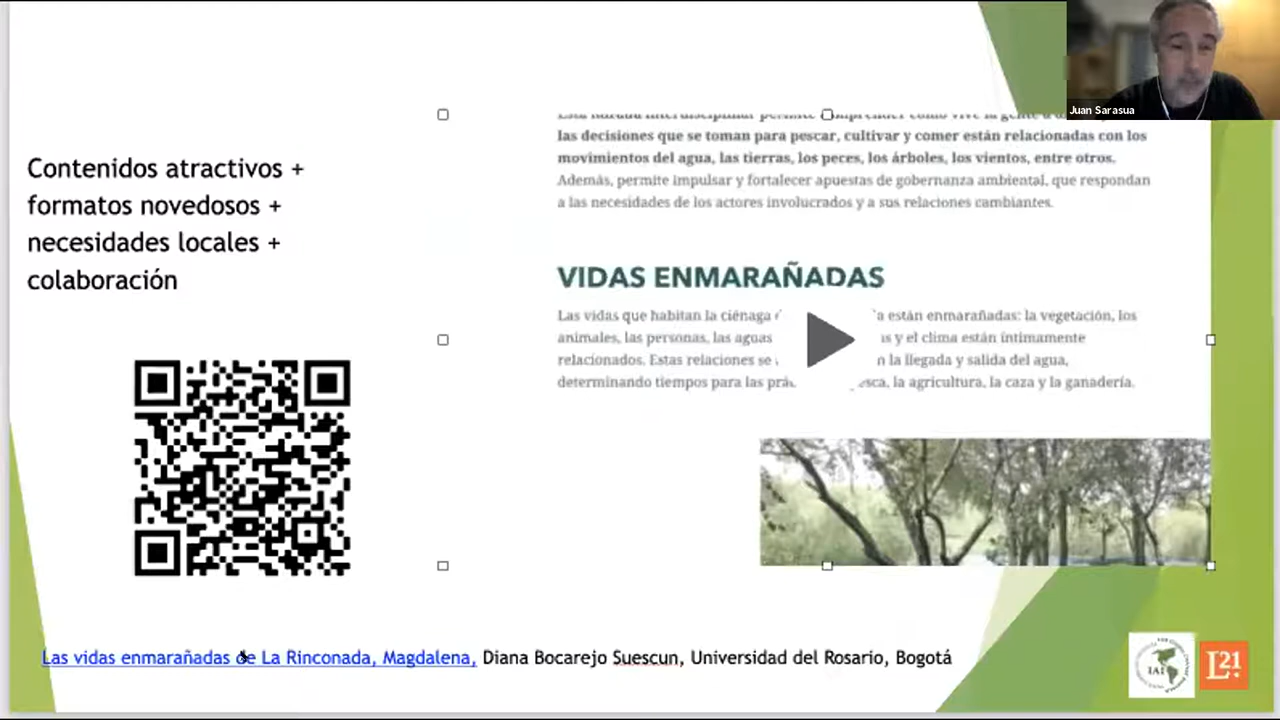 Juan Sarasua
Contenidos atractivos +
formatos novedosos +
necesidades locales +
colaboración
las decisiones que se toman para pescar, cultivar y comer están relacionadas con los
movimientos del agua, las tierras, los peces, los árboles, los vientos, entre otros.
Además, permite impulsar y fortalecer apuestas de gobernanza ambiental, que respondan
a las necesidades de los actores involucrados y a sus relaciones cambiantes.
VIDAS ENMARAÑADAS
Las vidas que habitan la ciénaga están enmarañadas: la vegetación, los
animales, las personas, las aguas y el clima están íntimamente
relacionados. Estas relaciones se la llegada y salida del agua,
determinando tiempos para las la agricultura, la caza y la ganadería.
Las vidas enmarañadas de La Rinconada, Magdalena, Diana Bocarejo Suescun, Universidad del Rosario, Bogotá
IAI
L21